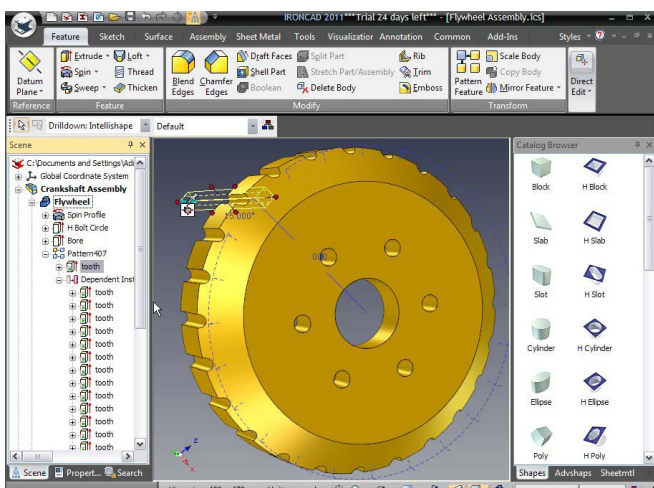 IRONCAD 2011***Trial 24 days left*** - [Flywheel Assembly.ics]
Feature Sketch Surface Assembly Sheet Metal Tools Visualization Annotation Common Add-Ins Styles
Datum Plane
Extrude Loft
Spin Thread
Sweep Thicken
Blend Edges
Chamfer Edges
Draft Faces Split Part Rib
Shell Part Stretch Part/Assembly Trim
Boolean Delete Body Emboss
Pattern Feature
Scale Body
Copy Body
Mirror Feature
Direct Edit
Reference Feature Modify Transform
Drilldown: Intellishape Default
Scene
C:\Documents and Settings\Ad
Global Coordinate System
Crankshaft Assembly
Flywheel
Spin Profile
H Bolt Circle
Bore
Pattern407
tooth
Dependent Inst
tooth
tooth
tooth
tooth
tooth
tooth
tooth
tooth
tooth
tooth
tooth
tooth
Scene Propert... Search
15.000°
.000
Z
X
Catalog Browser
Block H Block
Slab H Slab
Slot H Slot
Cylinder H Cylinder
Ellipse H Ellipse
Poly H Poly
Shapes Advshaps Sheetmtl